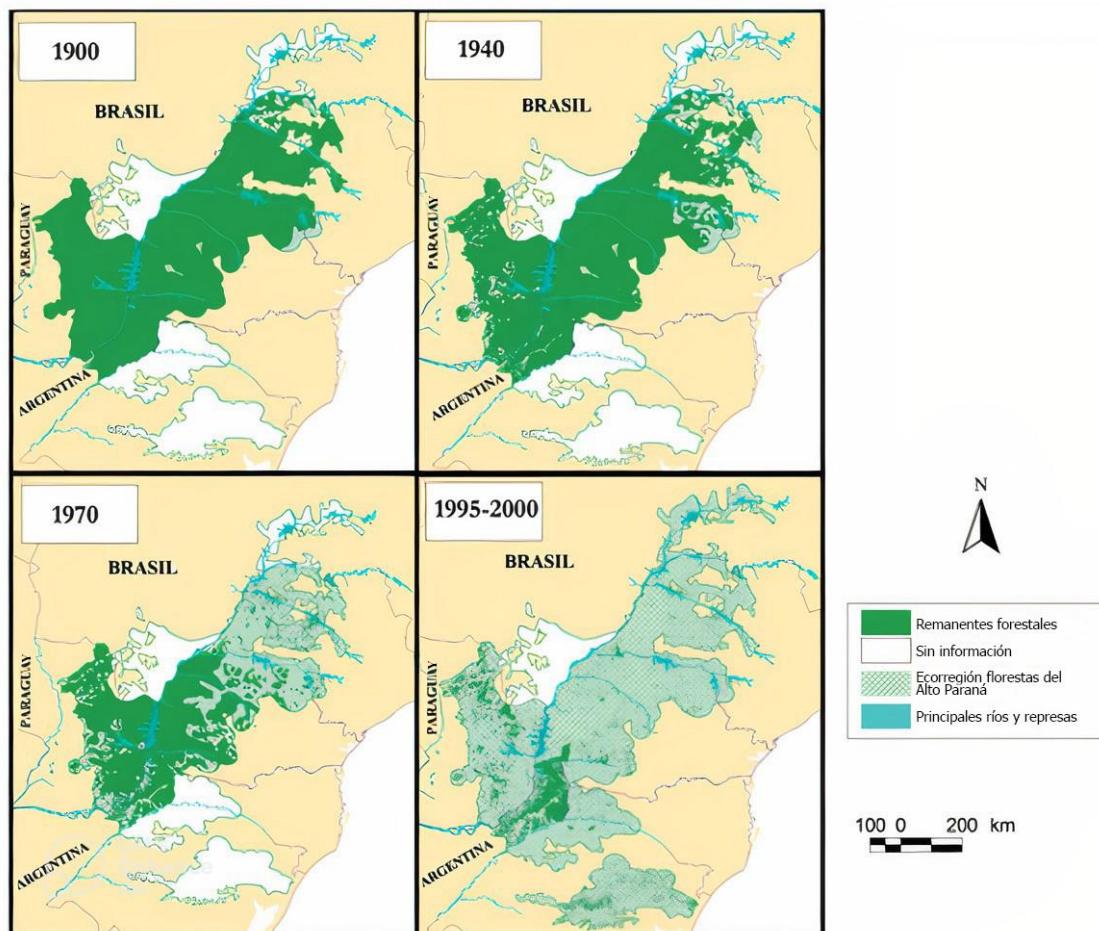 1900
BRASIL
PARAGUAY
ARGENTINA
1940
BRASIL
PARAGUAY
ARGENTINA
1970
BRASIL
PARAGUAY
ARGENTINA
1995-2000
BRASIL
PARAGUAY
ARGENTINA
N
Remanentes forestales
Sin información
Ecorregión florestas del
Alto Paraná
Principales ríos y represas
100 0 200 km